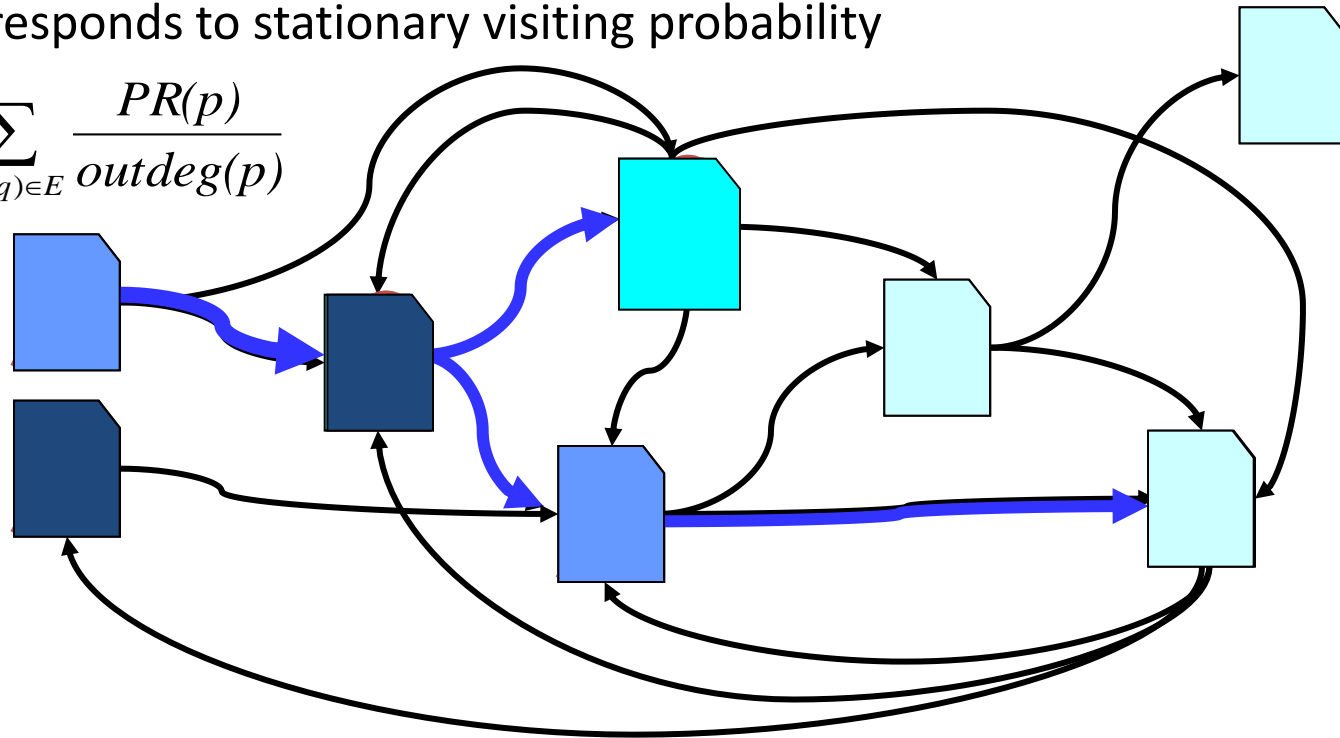 responds to stationary visiting probability
∑ PR(p)
q)∈E outdeg(p)